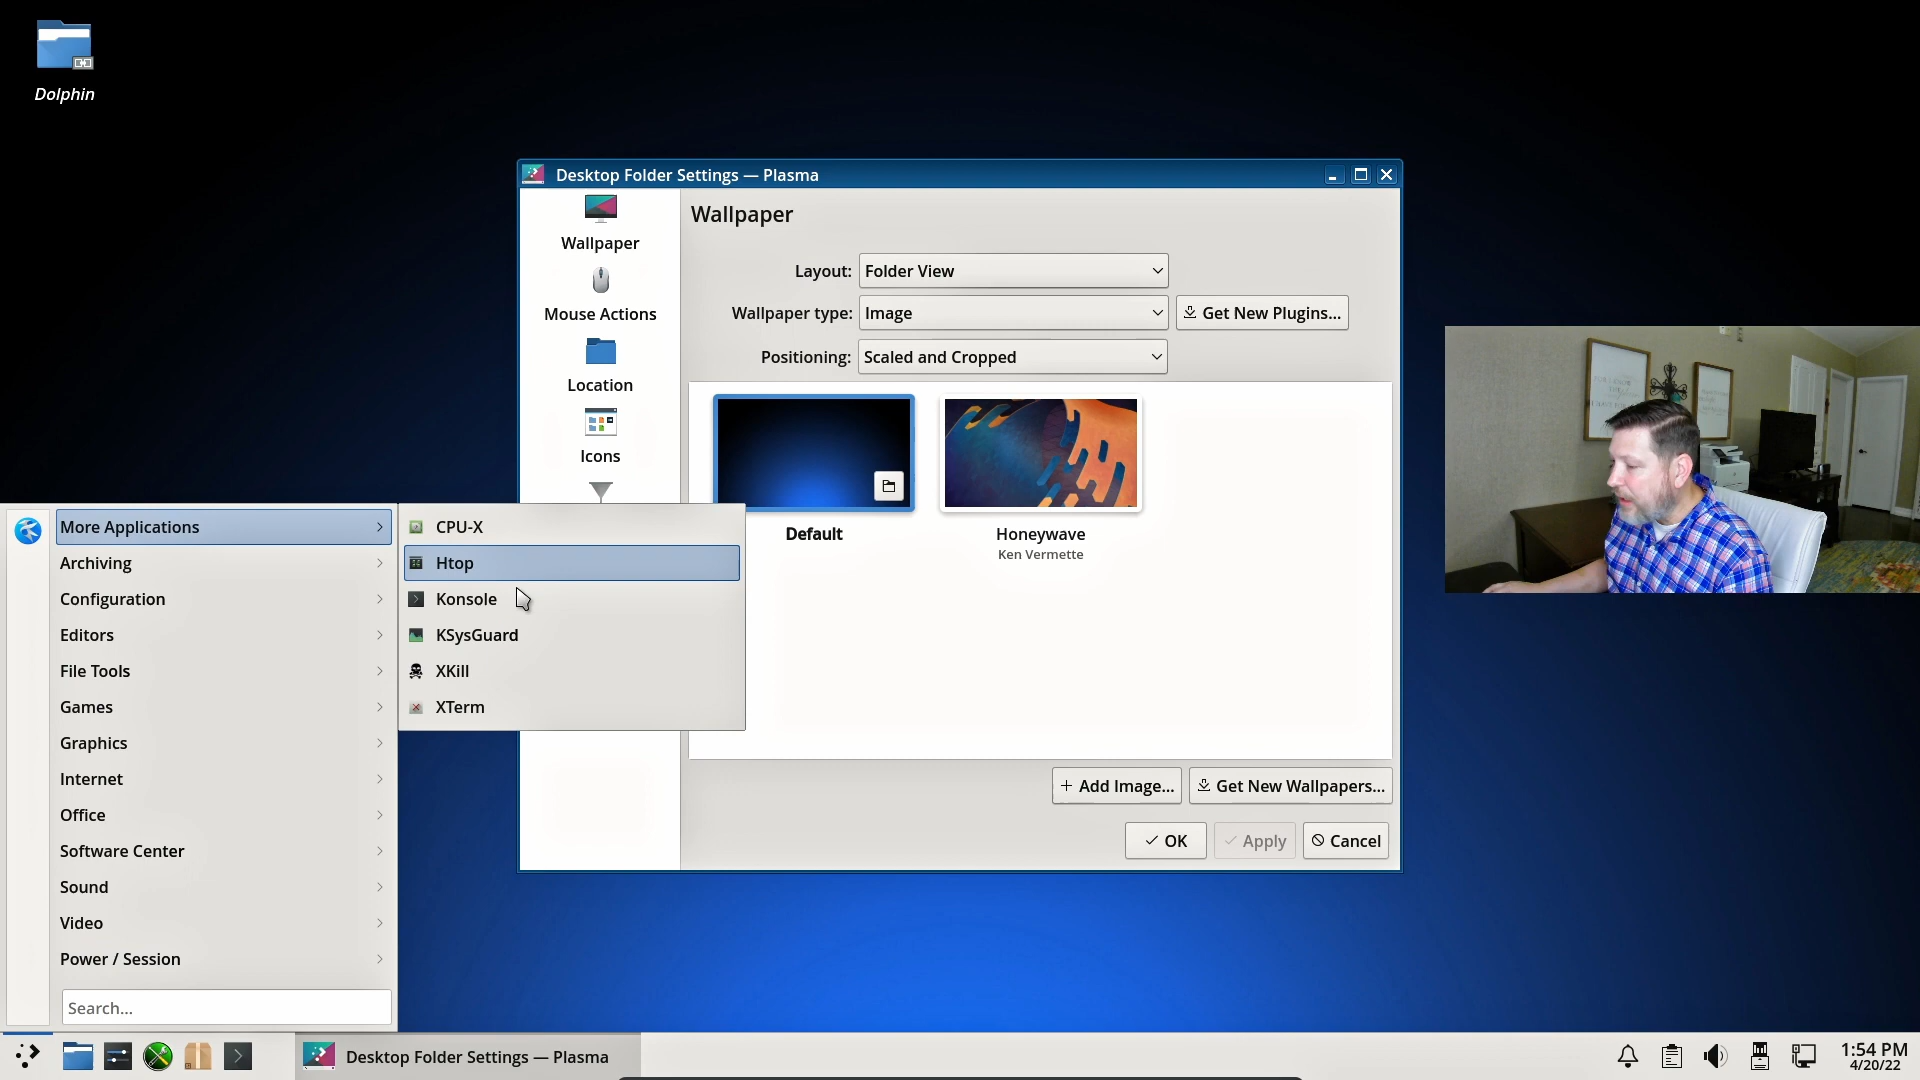 Dolphin
Desktop Folder Settings — Plasma
Wallpaper
Mouse Actions
Location
Icons
Wallpaper
Layout: Folder View
Wallpaper type: Image Get New Plugins...
Positioning: Scaled and Cropped
Default
Honeywave
Ken Vermette
+ Add Image... Get New Wallpapers...
OK Apply Cancel
More Applications
Archiving
Configuration
Editors
File Tools
Games
Graphics
Internet
Office
Software Center
Sound
Video
Power / Session
Search...
CPU-X
Htop
Konsole
KSysGuard
XKill
XTerm
Desktop Folder Settings — Plasma
1:54 PM
4/20/22